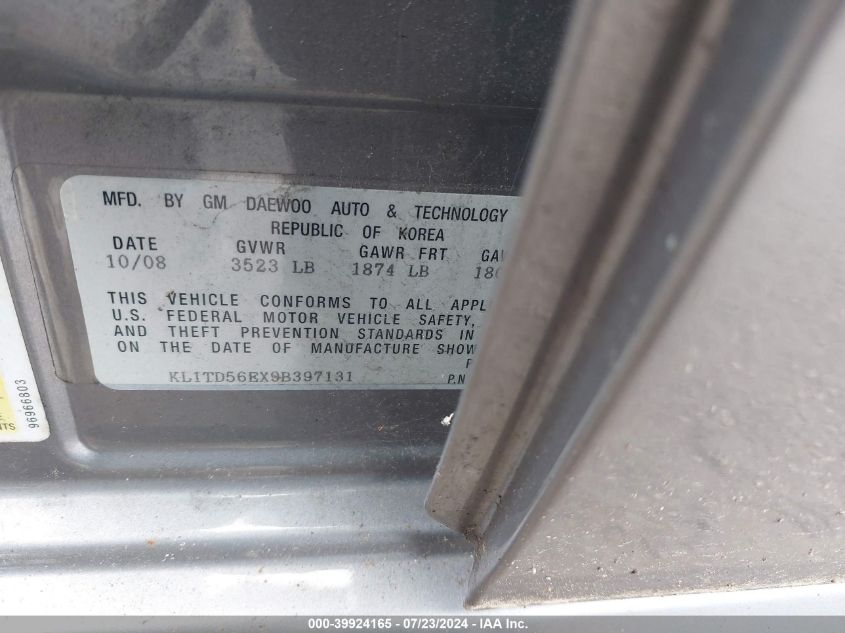 MFD. BY GM DAEWOO AUTO & TECHNOLOGY
REPUBLIC OF KOREA
DATE GVWR GAWR FRT
10/08 3523 LB 1874 LB
THIS VEHICLE CONFORMS TO ALL
U.S. FEDERAL MOTOR VEHICLE SAFETY,
AND THEFT PREVENTION STANDARDS IN
ON THE DATE OF MANUFACTURE
KL1TD56EX9B397131
96966803
000-39924165 - 07/23/2024 - IAA Inc.